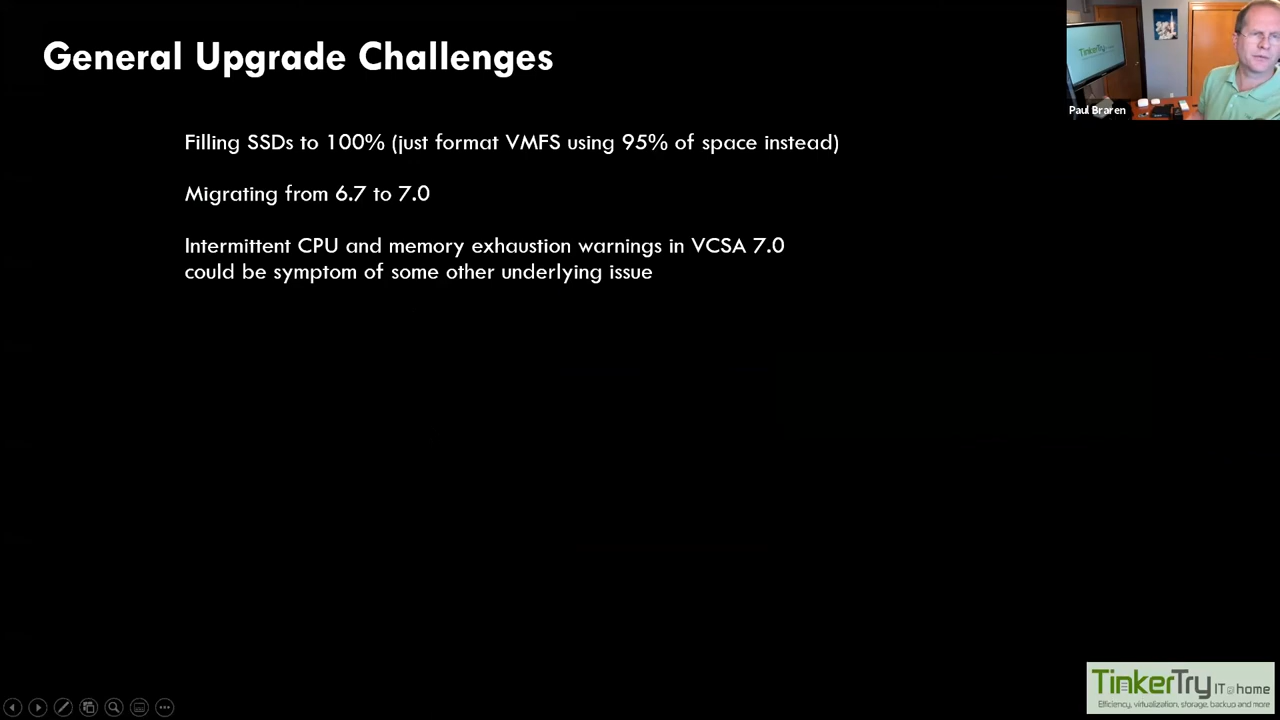 General Upgrade Challenges
TinkerTry
Paul Braren
Filling SSDs to 100% (just format VMFS using 95% of space instead)
Migrating from 6.7 to 7.0
Intermittent CPU and memory exhaustion warnings in VCSA 7.0
could be symptom of some other underlying issue
TinkerTry IT @ home
Efficiency, virtualization, storage, backup and more